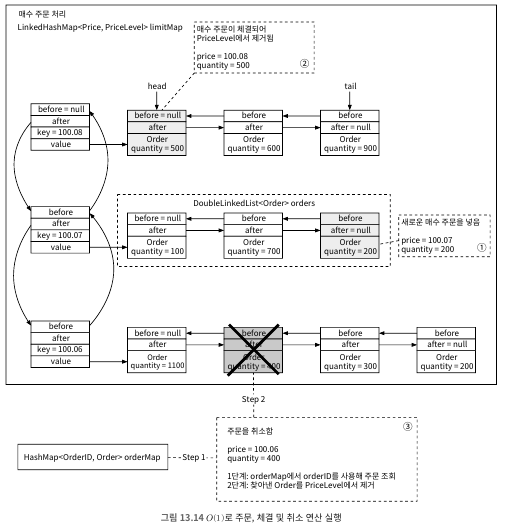 매수 주문 처리
LinkedHashMap<Price, PriceLevel> limitMap
매수 주문이 체결되어
PriceLevel에서 제거됨
price = 100.08
quantity = 500
②
head
tail
before = null
after
key = 100.08
value
before = null
after
Order
quantity = 500
before
after
Order
quantity = 600
before
after = null
Order
quantity = 900
DoubleLinkedList<Order> orders
before
after
key = 100.07
value
before = null
after
Order
quantity = 100
before
after
Order
quantity = 700
before
after = null
Order
quantity = 200
새로운 매수 주문을 넣음
price = 100.07
quantity = 200
①
before
after
key = 100.06
value
before = null
after
Order
quantity = 1100
before
after
Order
quantity = 400
before
after
Order
quantity = 300
before
after = null
Order
quantity = 200
Step 2
주문을 취소함
③
price = 100.06
quantity = 400
1단계: orderMap에서 orderID를 사용해 주문 조회
2단계: 찾아낸 Order를 PriceLevel에서 제거
HashMap<OrderID, Order> orderMap
Step 1
그림 13.14 O(1)로 주문, 체결 및 취소 연산 실행